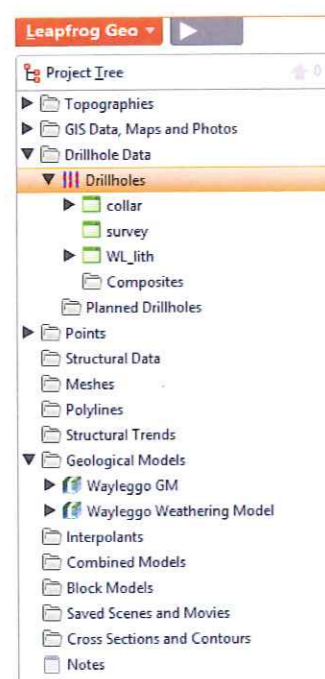 Leapfrog Geo
Project Tree 0
Topographies
GIS Data, Maps and Photos
Drillhole Data
Drillholes
collar
survey
WL_lith
Composites
Planned Drillholes
Points
Structural Data
Meshes
Polylines
Structural Trends
Geological Models
Wayleggo GM
Wayleggo Weathering Model
Interpolants
Combined Models
Block Models
Saved Scenes and Movies
Cross Sections and Contours
Notes